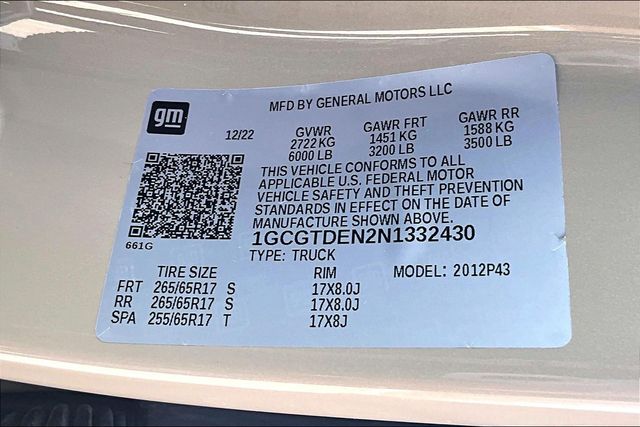 gm
MFD BY GENERAL MOTORS LLC
12/22 GVWR GAWR FRT GAWR RR
2722 KG 1451 KG 1588 KG
6000 LB 3200 LB 3500 LB
THIS VEHICLE CONFORMS TO ALL
APPLICABLE U.S. FEDERAL MOTOR
VEHICLE SAFETY AND THEFT PREVENTION
STANDARDS IN EFFECT ON THE DATE OF
MANUFACTURE SHOWN ABOVE.
661G 1GCGTDEN2N1332430
TYPE: TRUCK
TIRE SIZE RIM MODEL: 2012P43
FRT 265/65R17 S 17X8.0J
RR 265/65R17 S 17X8.0J
SPA 255/65R17 T 17X8J